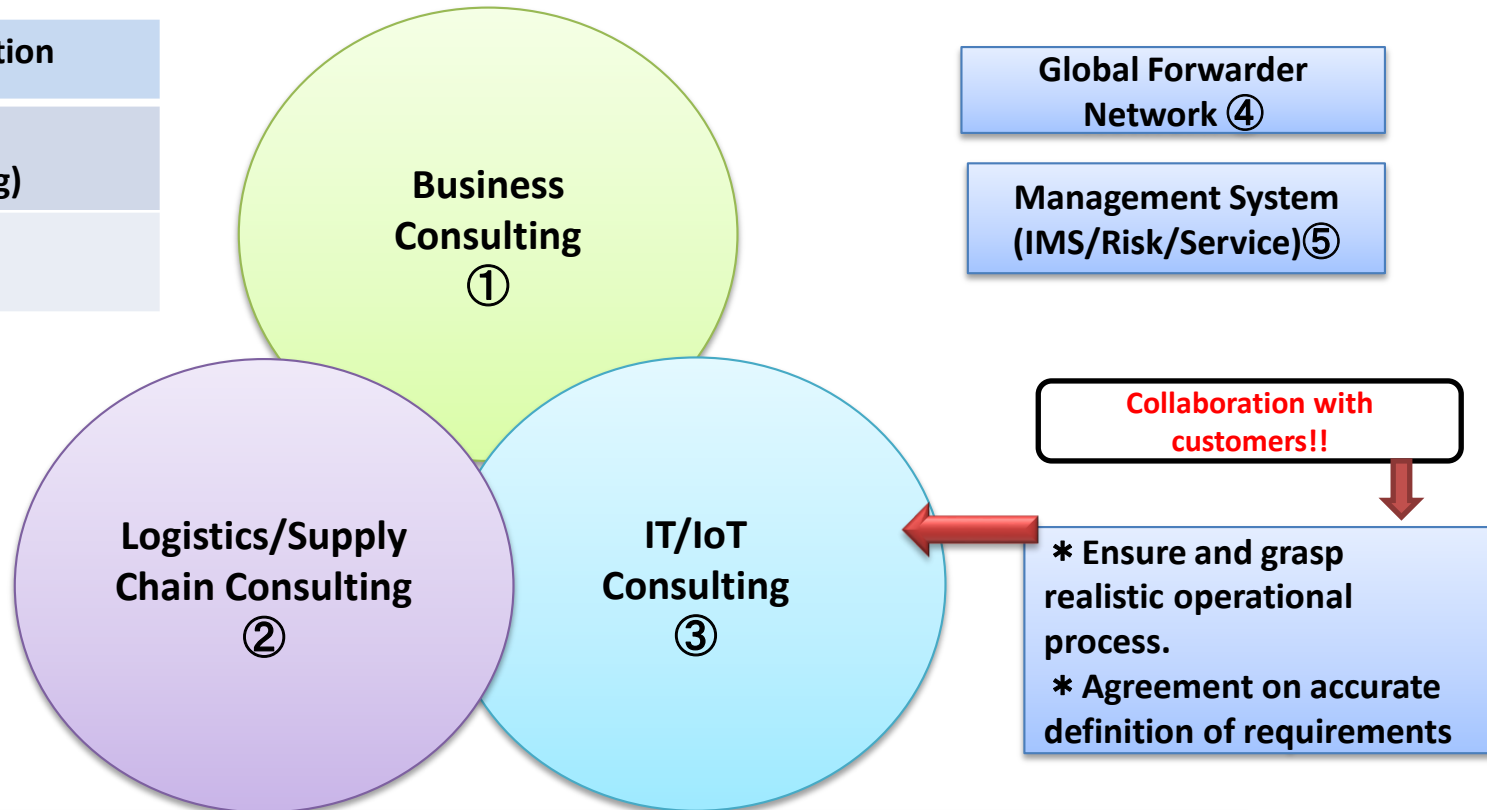 tion
g)
Business
Consulting
①
Logistics/Supply
Chain Consulting
②
IT/IoT
Consulting
③
Global Forwarder
Network ④
Management System
(IMS/Risk/Service)⑤
Collaboration with
customers!!
＊Ensure and grasp
realistic operational
process.
＊Agreement on accurate
definition of requirements